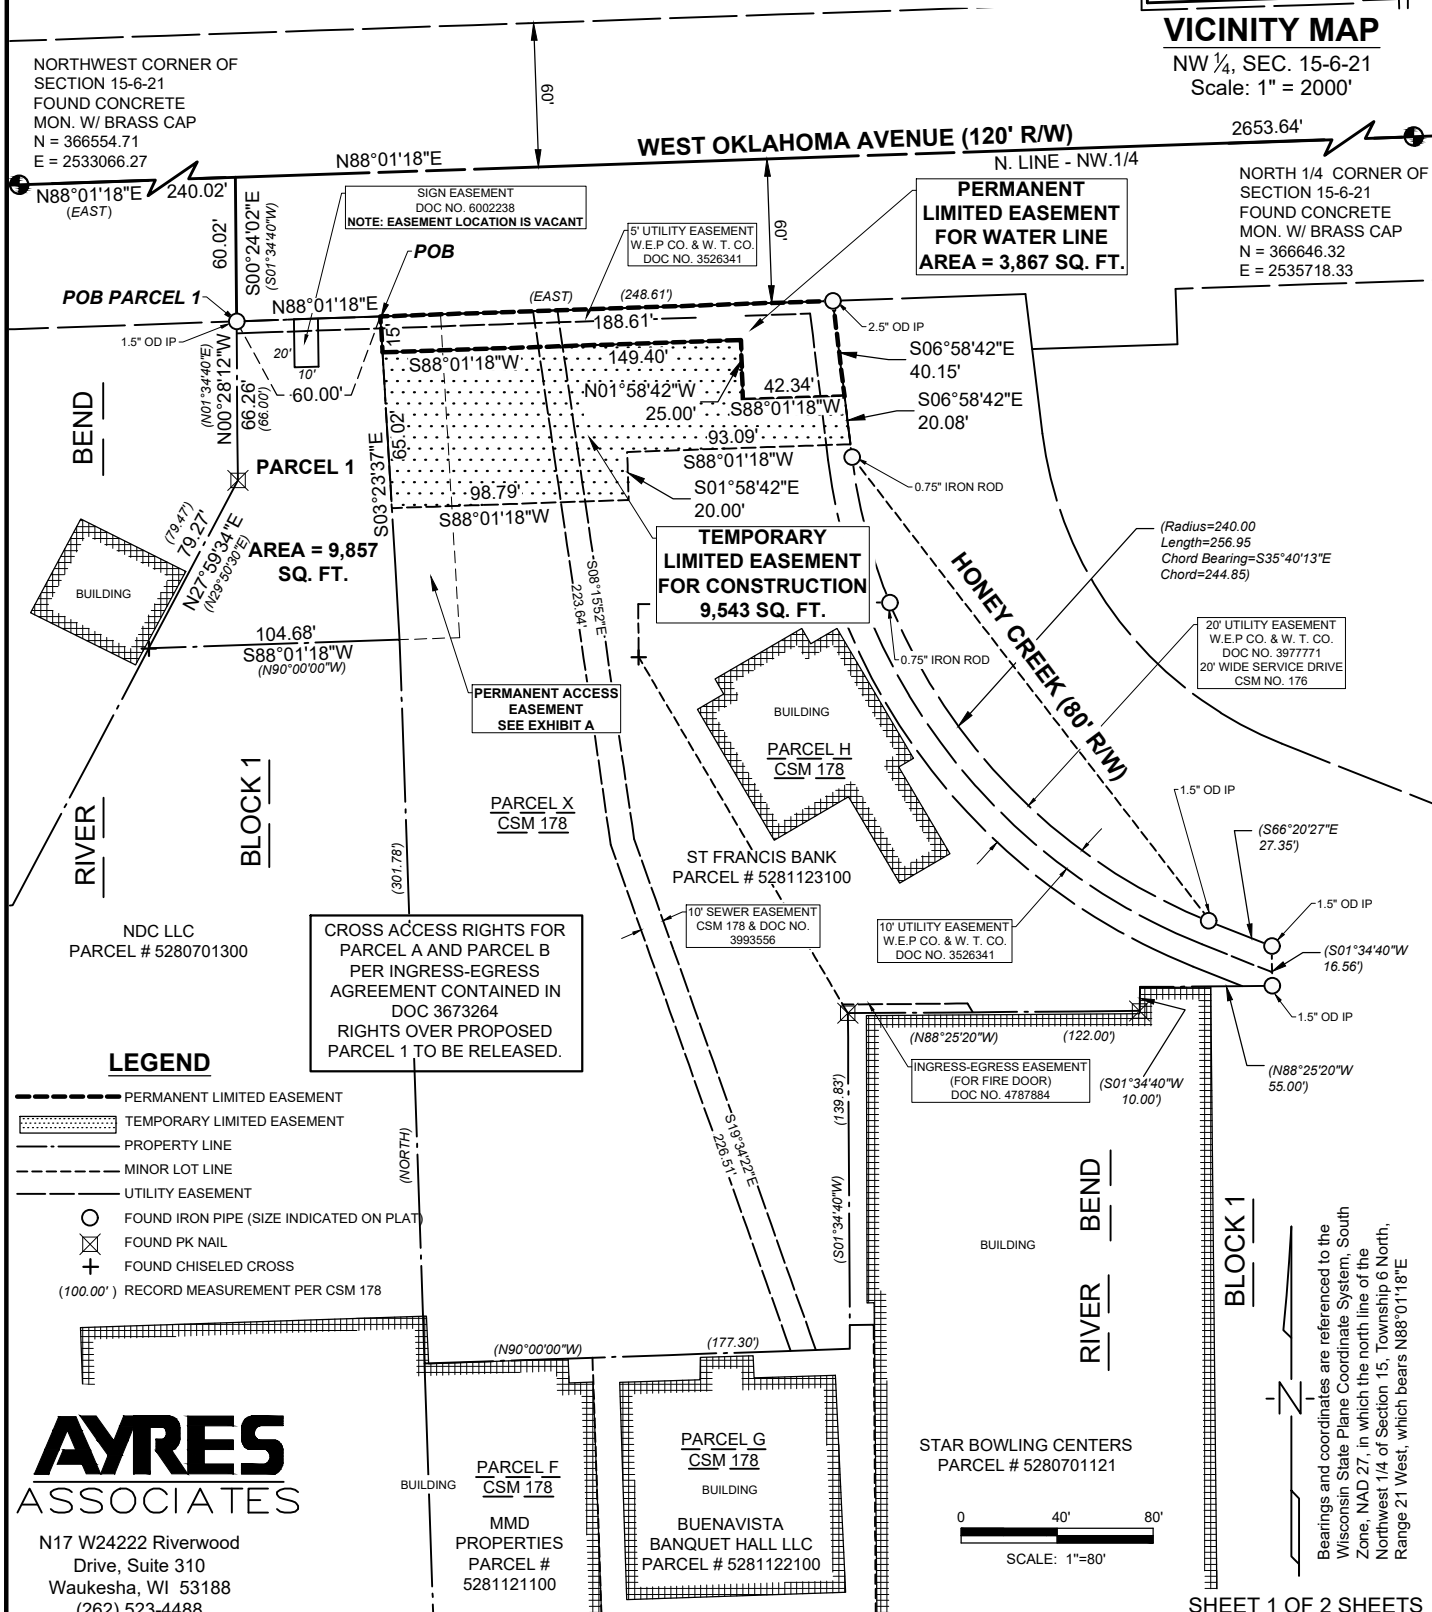 VICINITY MAP
NW ¼, SEC. 15-6-21
Scale: 1" = 2000'
NORTHWEST CORNER OF
SECTION 15-6-21
FOUND CONCRETE
MON. W/ BRASS CAP
N = 366554.71
E = 2533066.27
60'
WEST OKLAHOMA AVENUE (120' R/W)
2653.64'
N88°01'18"E
N. LINE - NW.1/4
NORTH 1/4 CORNER OF
SECTION 15-6-21
FOUND CONCRETE
MON. W/ BRASS CAP
N = 366646.32
E = 2535718.33
N88°01'18"E
(EAST)
240.02'
60.02'
S00°24'02"E
(S01°34'40"W)
SIGN EASEMENT
DOC NO. 6002238
NOTE: EASEMENT LOCATION IS VACANT
POB
5' UTILITY EASEMENT
W.E.P CO. & W. T. CO.
DOC NO. 3526341
60'
PERMANENT
LIMITED EASEMENT
FOR WATER LINE
AREA = 3,867 SQ. FT.
POB PARCEL 1
1.5" OD IP
N88°01'18"E
(EAST)
(248.61')
188.61'
2.5" OD IP
15'
20'
10'
60.00'
S88°01'18"W
149.40'
S06°58'42"E
40.15'
N01°58'42"W
25.00'
42.34'
S88°01'18"W
S06°58'42"E
20.08'
(N01°34'40"E)
N00°28'12"W
66.26'
(66.00')
BEND
PARCEL 1
S03°23'37"E
65.02'
93.09'
S88°01'18"W
S01°58'42"E
20.00'
98.79'
S88°01'18"W
0.75" IRON ROD
(79.47')
79.27'
N27°59'34"E
(N29°50'30"E)
AREA = 9,857
SQ. FT.
BUILDING
TEMPORARY
LIMITED EASEMENT
FOR CONSTRUCTION
9,543 SQ. FT.
S08°15'52"E
223.64'
HONEY CREEK (80' R/W)
(Radius=240.00
Length=256.95
Chord Bearing=S35°40'13"E
Chord=244.85)
104.68'
S88°01'18"W
(N90°00'00"W)
0.75" IRON ROD
20' UTILITY EASEMENT
W.E.P CO. & W. T. CO.
DOC NO. 3977771
20' WIDE SERVICE DRIVE
CSM NO. 176
PERMANENT ACCESS
EASEMENT
SEE EXHIBIT A
BUILDING
PARCEL H
CSM 178
RIVER
BLOCK 1
PARCEL X
CSM 178
1.5" OD IP
(S66°20'27"E
27.35')
(301.78')
ST FRANCIS BANK
PARCEL # 5281123100
NDC LLC
PARCEL # 5280701300
CROSS ACCESS RIGHTS FOR
PARCEL A AND PARCEL B
PER INGRESS-EGRESS
AGREEMENT CONTAINED IN
DOC 3673264
RIGHTS OVER PROPOSED
PARCEL 1 TO BE RELEASED.
10' SEWER EASEMENT
CSM 178 & DOC NO.
3993556
10' UTILITY EASEMENT
W.E.P CO. & W. T. CO.
DOC NO. 3526341
1.5" OD IP
(S01°34'40"W
16.56')
1.5" OD IP
(N88°25'20"W)
(122.00')
INGRESS-EGRESS EASEMENT
(FOR FIRE DOOR)
DOC NO. 4787884
(S01°34'40"W
10.00')
(N88°25'20"W
55.00')
LEGEND
PERMANENT LIMITED EASEMENT
TEMPORARY LIMITED EASEMENT
PROPERTY LINE
MINOR LOT LINE
UTILITY EASEMENT
FOUND IRON PIPE (SIZE INDICATED ON PLAT)
FOUND PK NAIL
FOUND CHISELED CROSS
(100.00' ) RECORD MEASUREMENT PER CSM 178
(NORTH)
(139.83')
(S01°34'40"W)
S19°34'22"E
226.51'
BEND
RIVER
BUILDING
BLOCK 1
(N90°00'00"W)
(177.30')
N
Bearings and coordinates are referenced to the
Wisconsin State Plane Coordinate System, South
Zone, NAD 27, in which the north line of the
Northwest 1/4 of Section 15, Township 6 North,
Range 21 West, which bears N88°01'18"E
AYRES
ASSOCIATES
N17 W24222 Riverwood
Drive, Suite 310
Waukesha, WI 53188
(262) 523-4488
BUILDING
PARCEL F
CSM 178
MMD
PROPERTIES
PARCEL #
5281121100
PARCEL G
CSM 178
BUILDING
BUENAVISTA
BANQUET HALL LLC
PARCEL # 5281122100
STAR BOWLING CENTERS
PARCEL # 5280701121
0 40' 80'
SCALE: 1"=80'
SHEET 1 OF 2 SHEETS